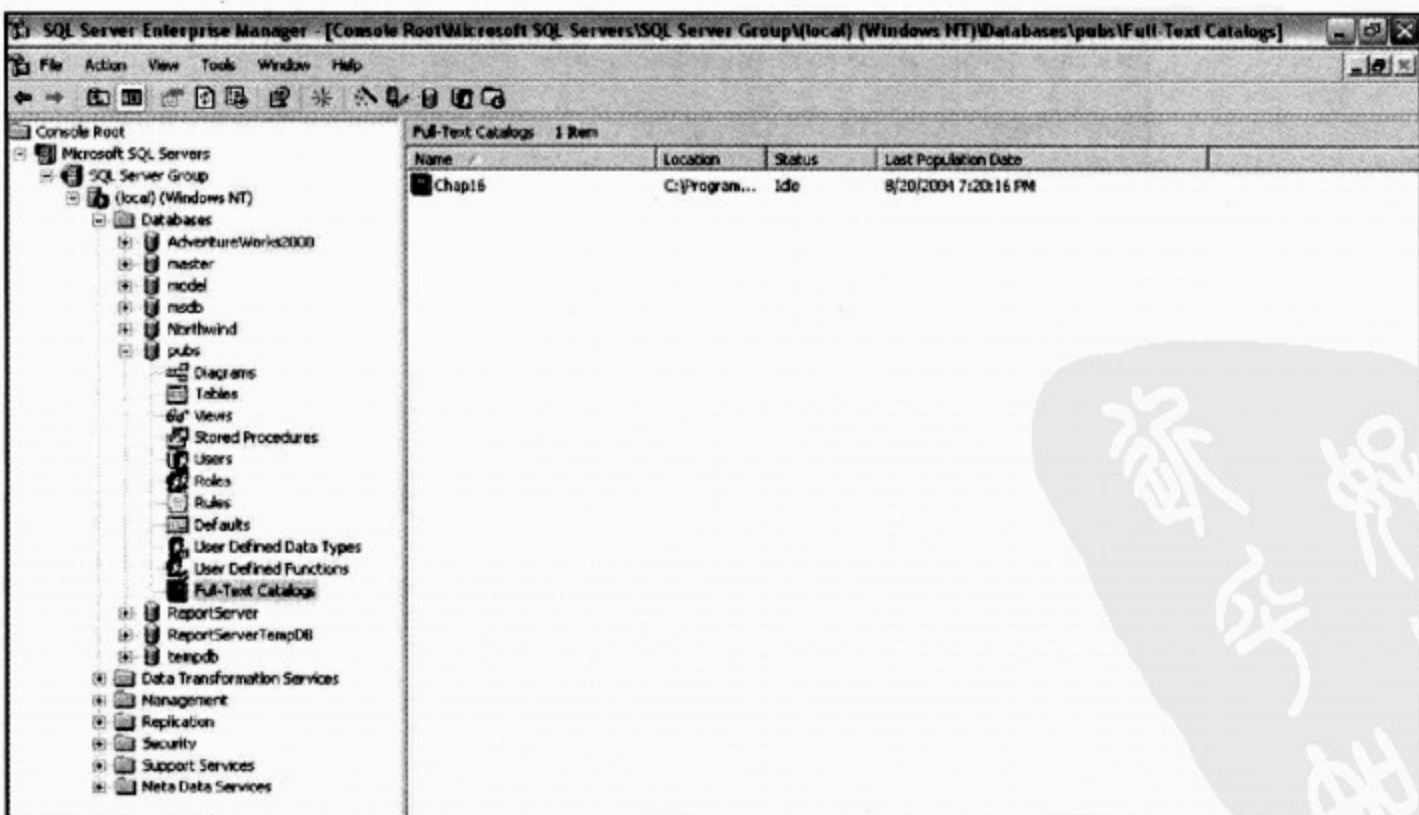 SQL Server Enterprise Manager - [Console Root\Microsoft SQL Servers\SQL Server Group\(local) (Windows NT)\Databases\pubs\Full-Text Catalogs]
File Action View Tools Window Help
Console Root
Microsoft SQL Servers
SQL Server Group
(local) (Windows NT)
Databases
AdventureWorks2000
master
model
msdb
Northwind
pubs
Diagrams
Tables
Views
Stored Procedures
Users
Roles
Rules
Defaults
User Defined Data Types
User Defined Functions
Full-Text Catalogs
ReportServer
ReportServerTempDB
tempdb
Data Transformation Services
Management
Replication
Security
Support Services
Meta Data Services
Full-Text Catalogs 1 Item
Name Location Status Last Population Date
Chap16 C:\Program... Idle 8/20/2004 7:20:16 PM